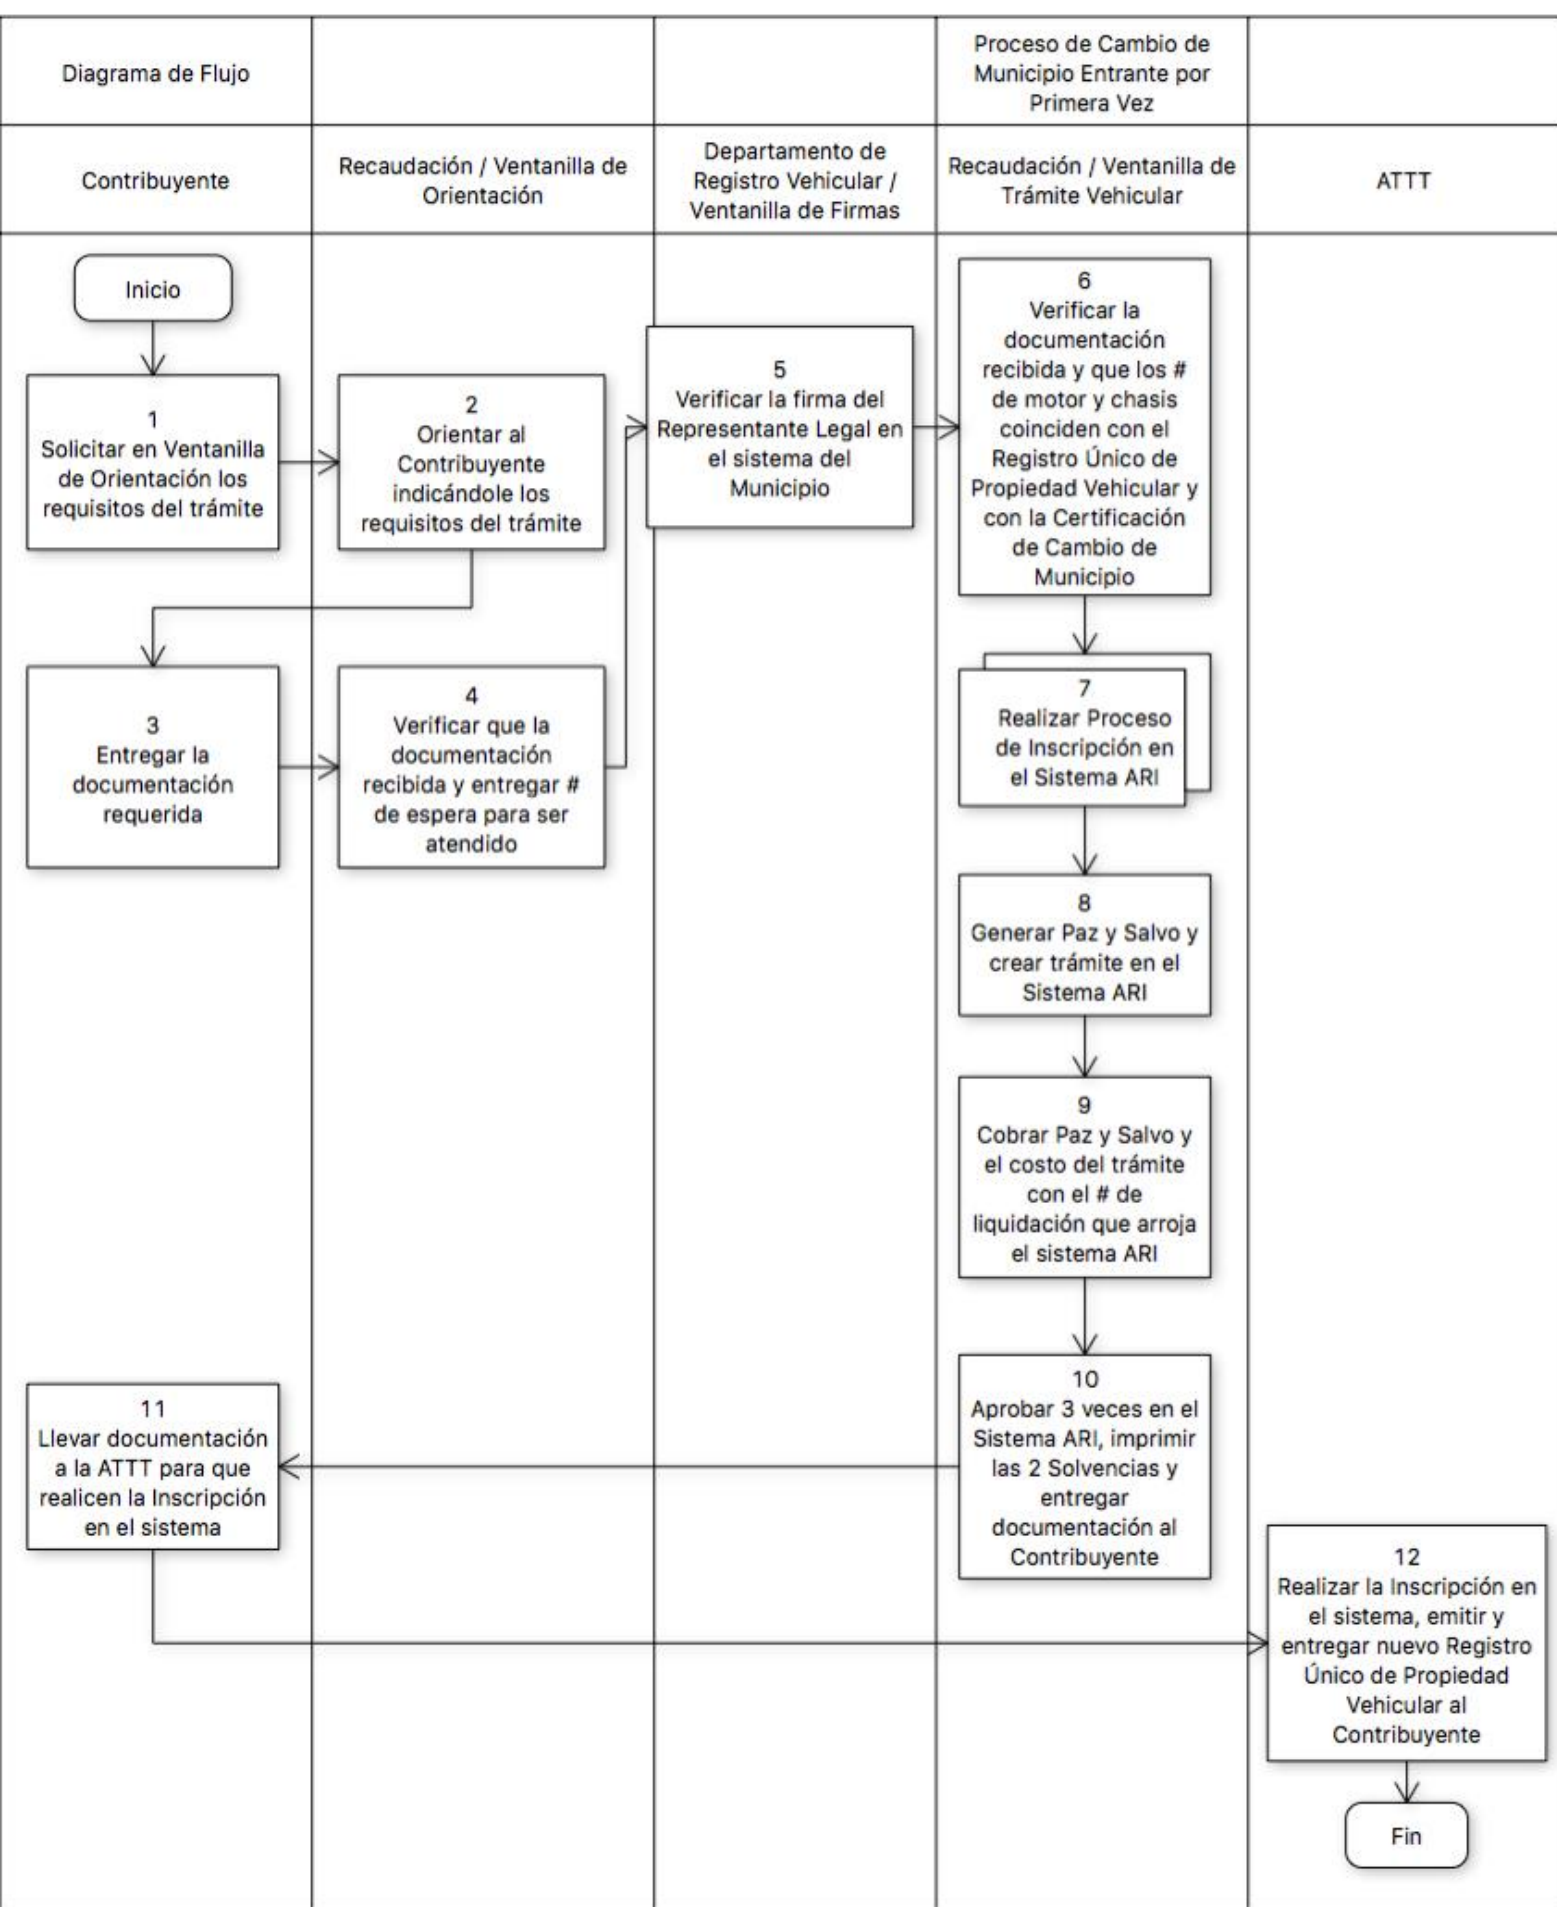 Diagrama de Flujo
Proceso de Cambio de
Municipio Entrante por
Primera Vez
Contribuyente
Recaudación / Ventanilla de
Orientación
Departamento de
Registro Vehicular /
Ventanilla de Firmas
Recaudación / Ventanilla de
Trámite Vehicular
ATTT
Inicio
1
Solicitar en Ventanilla
de Orientación los
requisitos del trámite
2
Orientar al
Contribuyente
indicándole los
requisitos del trámite
3
Entregar la
documentación
requerida
4
Verificar que la
documentación
recibida y entregar #
de espera para ser
atendido
5
Verificar la firma del
Representante Legal en
el sistema del
Municipio
6
Verificar la
documentación
recibida y que los #
de motor y chasis
coinciden con el
Registro Único de
Propiedad Vehicular y
con la Certificación
de Cambio de
Municipio
7
Realizar Proceso
de Inscripción en
el Sistema ARI
8
Generar Paz y Salvo y
crear trámite en el
Sistema ARI
9
Cobrar Paz y Salvo y
el costo del trámite
con el # de
liquidación que arroja
el sistema ARI
10
Aprobar 3 veces en el
Sistema ARI, imprimir
las 2 Solvencias y
entregar
documentación al
Contribuyente
11
Llevar documentación
a la ATTT para que
realicen la Inscripción
en el sistema
12
Realizar la Inscripción en
el sistema, emitir y
entregar nuevo Registro
Único de Propiedad
Vehicular al
Contribuyente
Fin